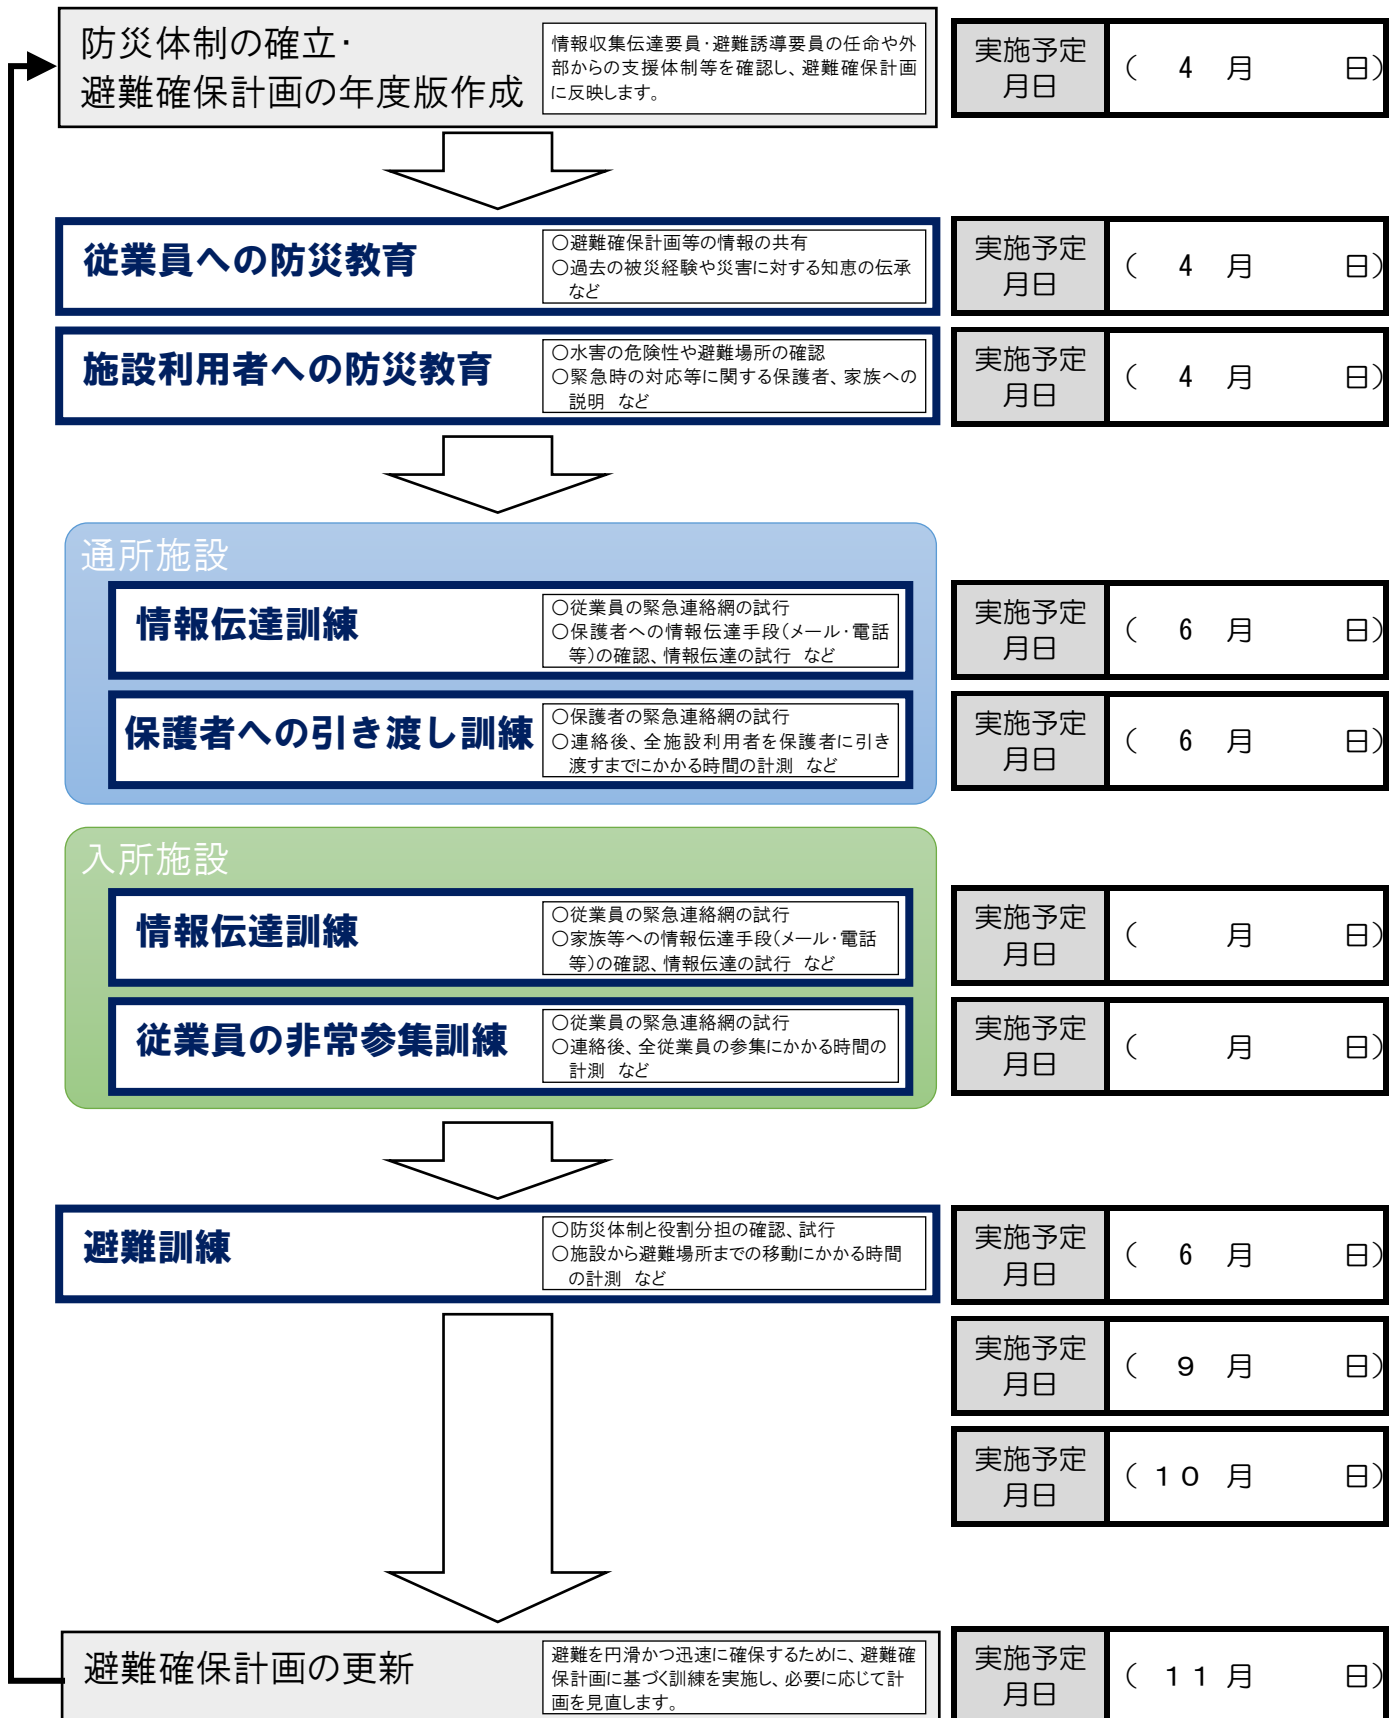 防災体制の確立・
避難確保計画の年度版作成
情報収集伝達要員・避難誘導要員の任命や外
部からの支援体制等を確認し、避難確保計画
に反映します。
実施予定
月日
（ 4 月 日）
従業員への防災教育
○避難確保計画等の情報の共有
○過去の被災経験や災害に対する知恵の伝承
など
実施予定
月日
（ 4 月 日）
施設利用者への防災教育
○水害の危険性や避難場所の確認
○緊急時の対応等に関する保護者、家族への
説明 など
実施予定
月日
（ 4 月 日）
通所施設
情報伝達訓練
○従業員の緊急連絡網の試行
○保護者への情報伝達手段（メール・電話
等）の確認、情報伝達の試行 など
実施予定
月日
（ 6 月 日）
保護者への引き渡し訓練
○保護者の緊急連絡網の試行
○連絡後、全施設利用者を保護者に引き
渡すまでにかかる時間の計測 など
実施予定
月日
（ 6 月 日）
入所施設
情報伝達訓練
○従業員の緊急連絡網の試行
○家族等への情報伝達手段（メール・電話
等）の確認、情報伝達の試行 など
実施予定
月日
（ 月 日）
従業員の非常参集訓練
○従業員の緊急連絡網の試行
○連絡後、全従業員の参集にかかる時間の
計測 など
実施予定
月日
（ 月 日）
避難訓練
○防災体制と役割分担の確認、試行
○施設から避難場所までの移動にかかる時間
の計測 など
実施予定
月日
（ 6 月 日）
実施予定
月日
（ 9 月 日）
実施予定
月日
（ 10 月 日）
避難確保計画の更新
避難を円滑かつ迅速に確保するために、避難確
保計画に基づく訓練を実施し、必要に応じて計
画を見直します。
実施予定
月日
（ 11 月 日）